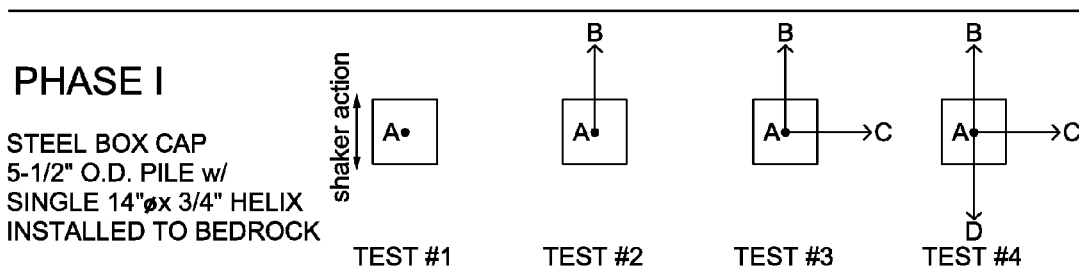 PHASE I
STEEL BOX CAP
5-1/2" O.D. PILE w/
SINGLE 14"øx 3/4" HELIX
INSTALLED TO BEDROCK
shaker action
A
TEST #1
B
A
TEST #2
B
A
C
TEST #3
B
A
C
D
TEST #4